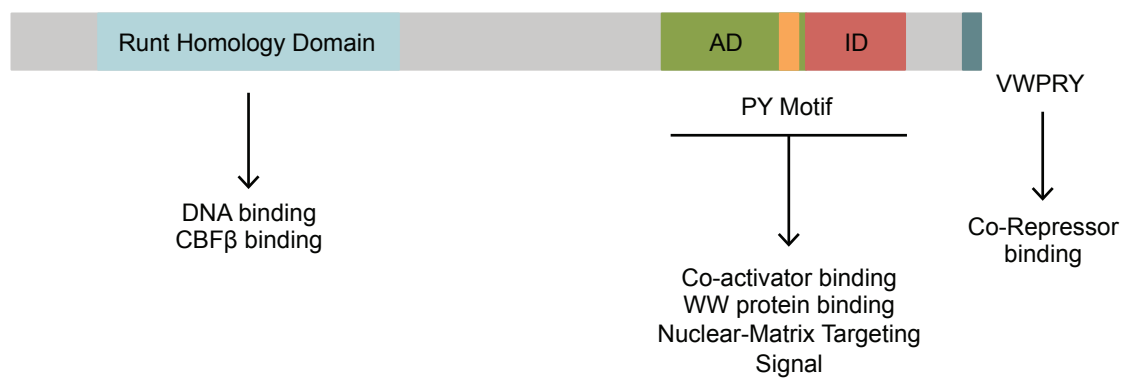 Runt Homology Domain
AD
ID
VWPRY
PY Motif
DNA binding
CBFβ binding
Co-Repressor
binding
Co-activator binding
WW protein binding
Nuclear-Matrix Targeting
Signal